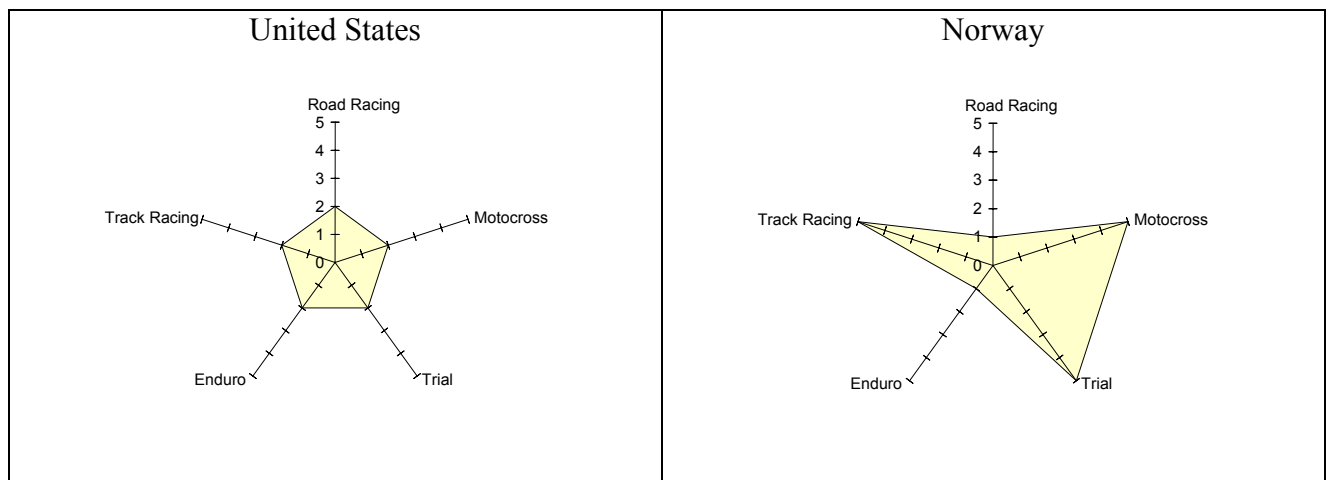 United States
Road Racing
5
4
3
2
1
0
Track Racing
Motocross
Enduro
Trial
Norway
Road Racing
5
4
3
2
1
0
Track Racing
Motocross
Enduro
Trial